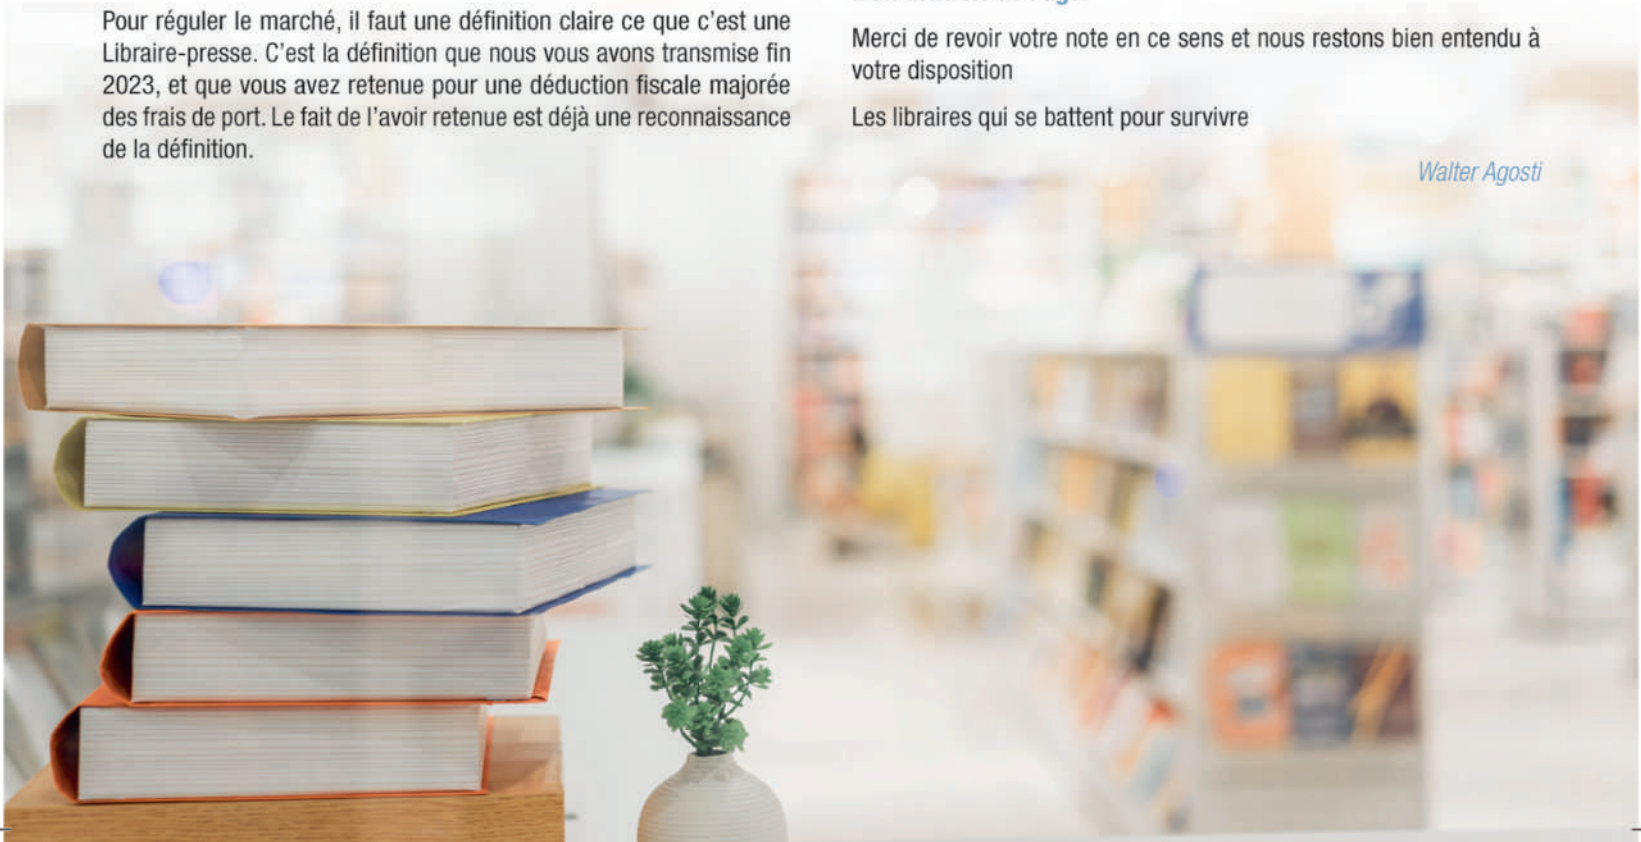 Pour réguler le marché, il faut une définition claire ce que c'est une
Libraire-presse. C'est la définition que nous vous avons transmise fin
2023, et que vous avez retenue pour une déduction fiscale majorée
des frais de port. Le fait de l'avoir retenue est déjà une reconnaissance
de la définition.
Merci de revoir votre note en ce sens et nous restons bien entendu à
votre disposition
Les libraires qui se battent pour survivre
Walter Agosti